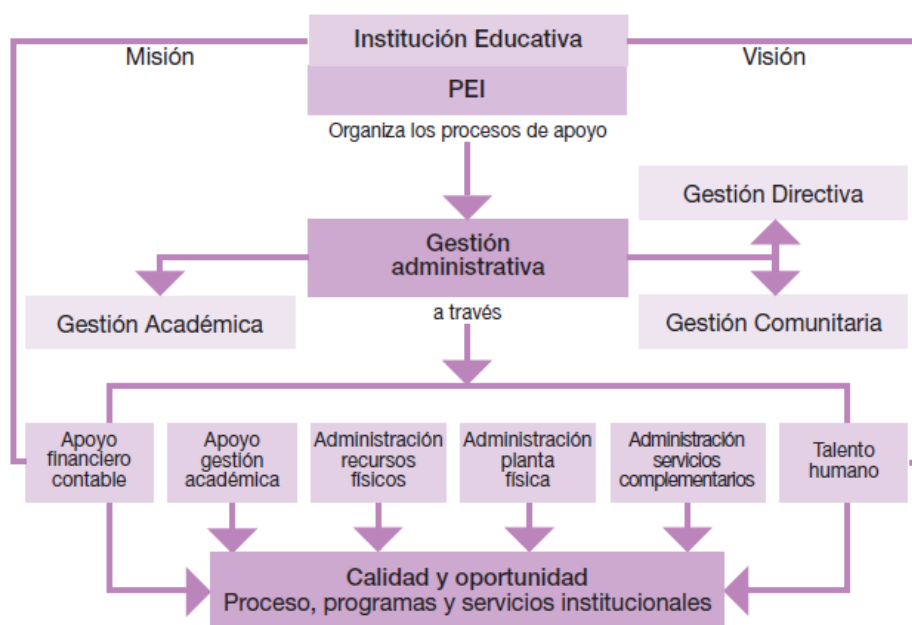 Institución Educativa
Misión
Visión
PEI
Organiza los procesos de apoyo
Gestión Directiva
Gestión
administrativa
Gestión Académica
a través
Gestión Comunitaria
Apoyo
financiero
contable
Apoyo
gestión
académica
Administración
recursos
físicos
Administración
planta
física
Administración
servicios
complementarios
Talento
humano
Calidad y oportunidad
Proceso, programas y servicios institucionales